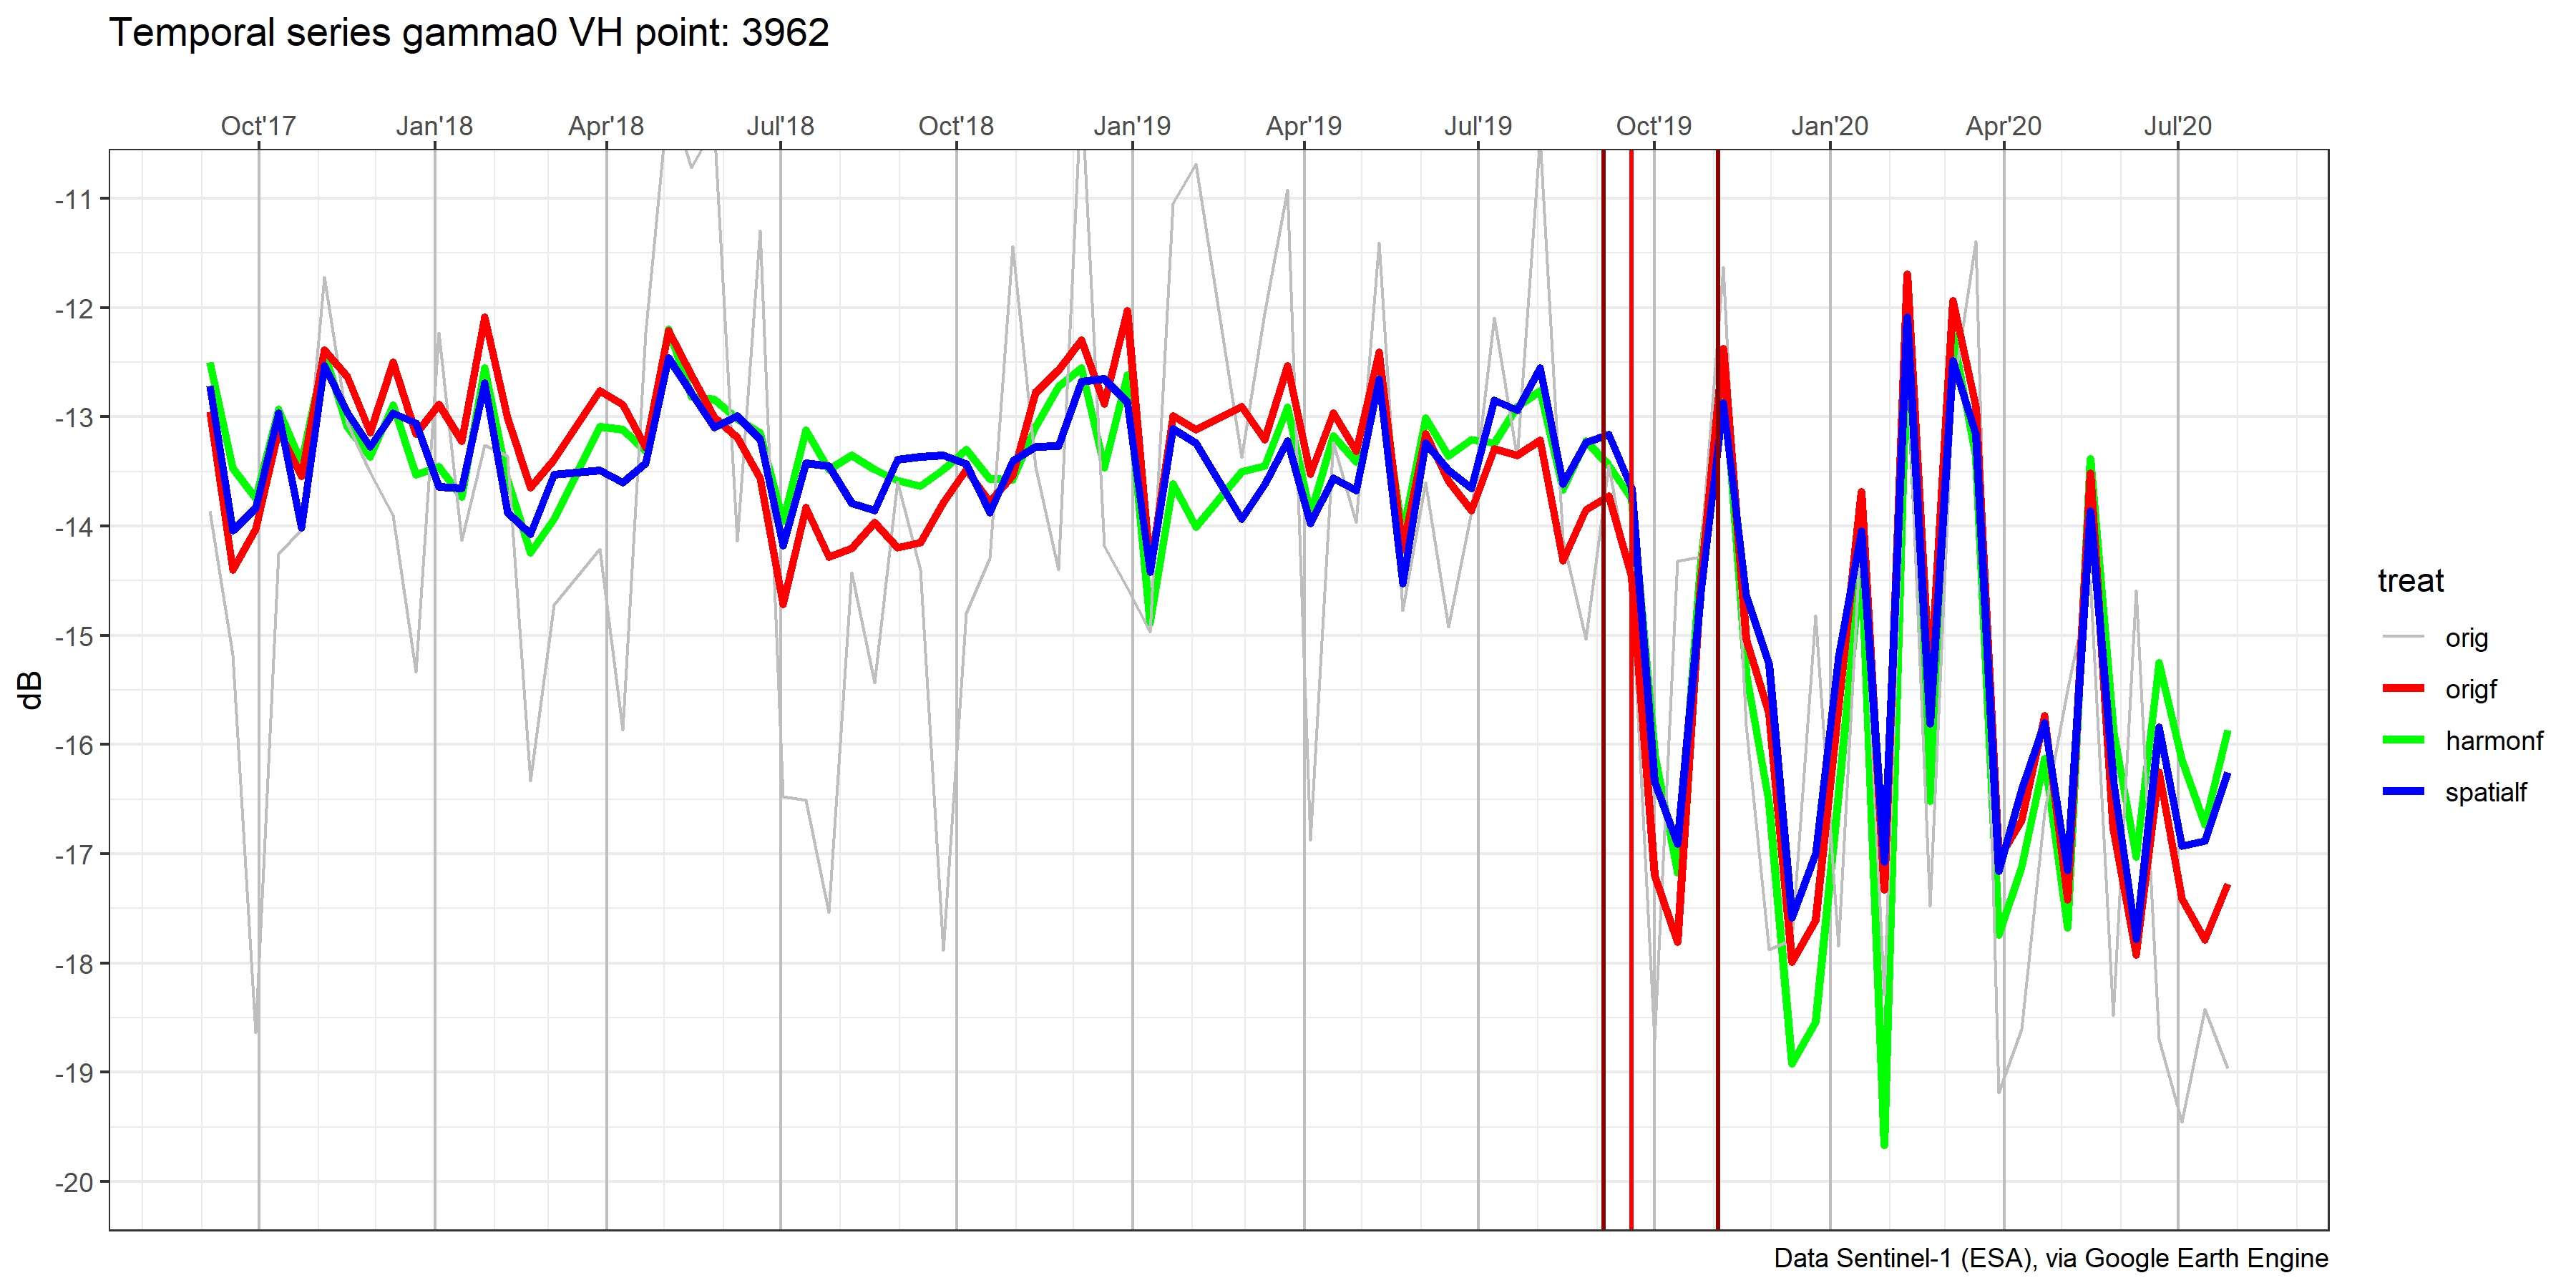 Temporal series gamma0 VH point: 3962
Oct'17 Jan'18 Apr'18 Jul'18 Oct'18 Jan'19 Apr'19 Jul'19 Oct'19 Jan'20 Apr'20 Jul'20
-11
-12
-13
-14
-15
-16
-17
-18
-19
-20
dB
treat
orig
origf
harmonf
spatialf
Data Sentinel-1 (ESA), via Google Earth Engine